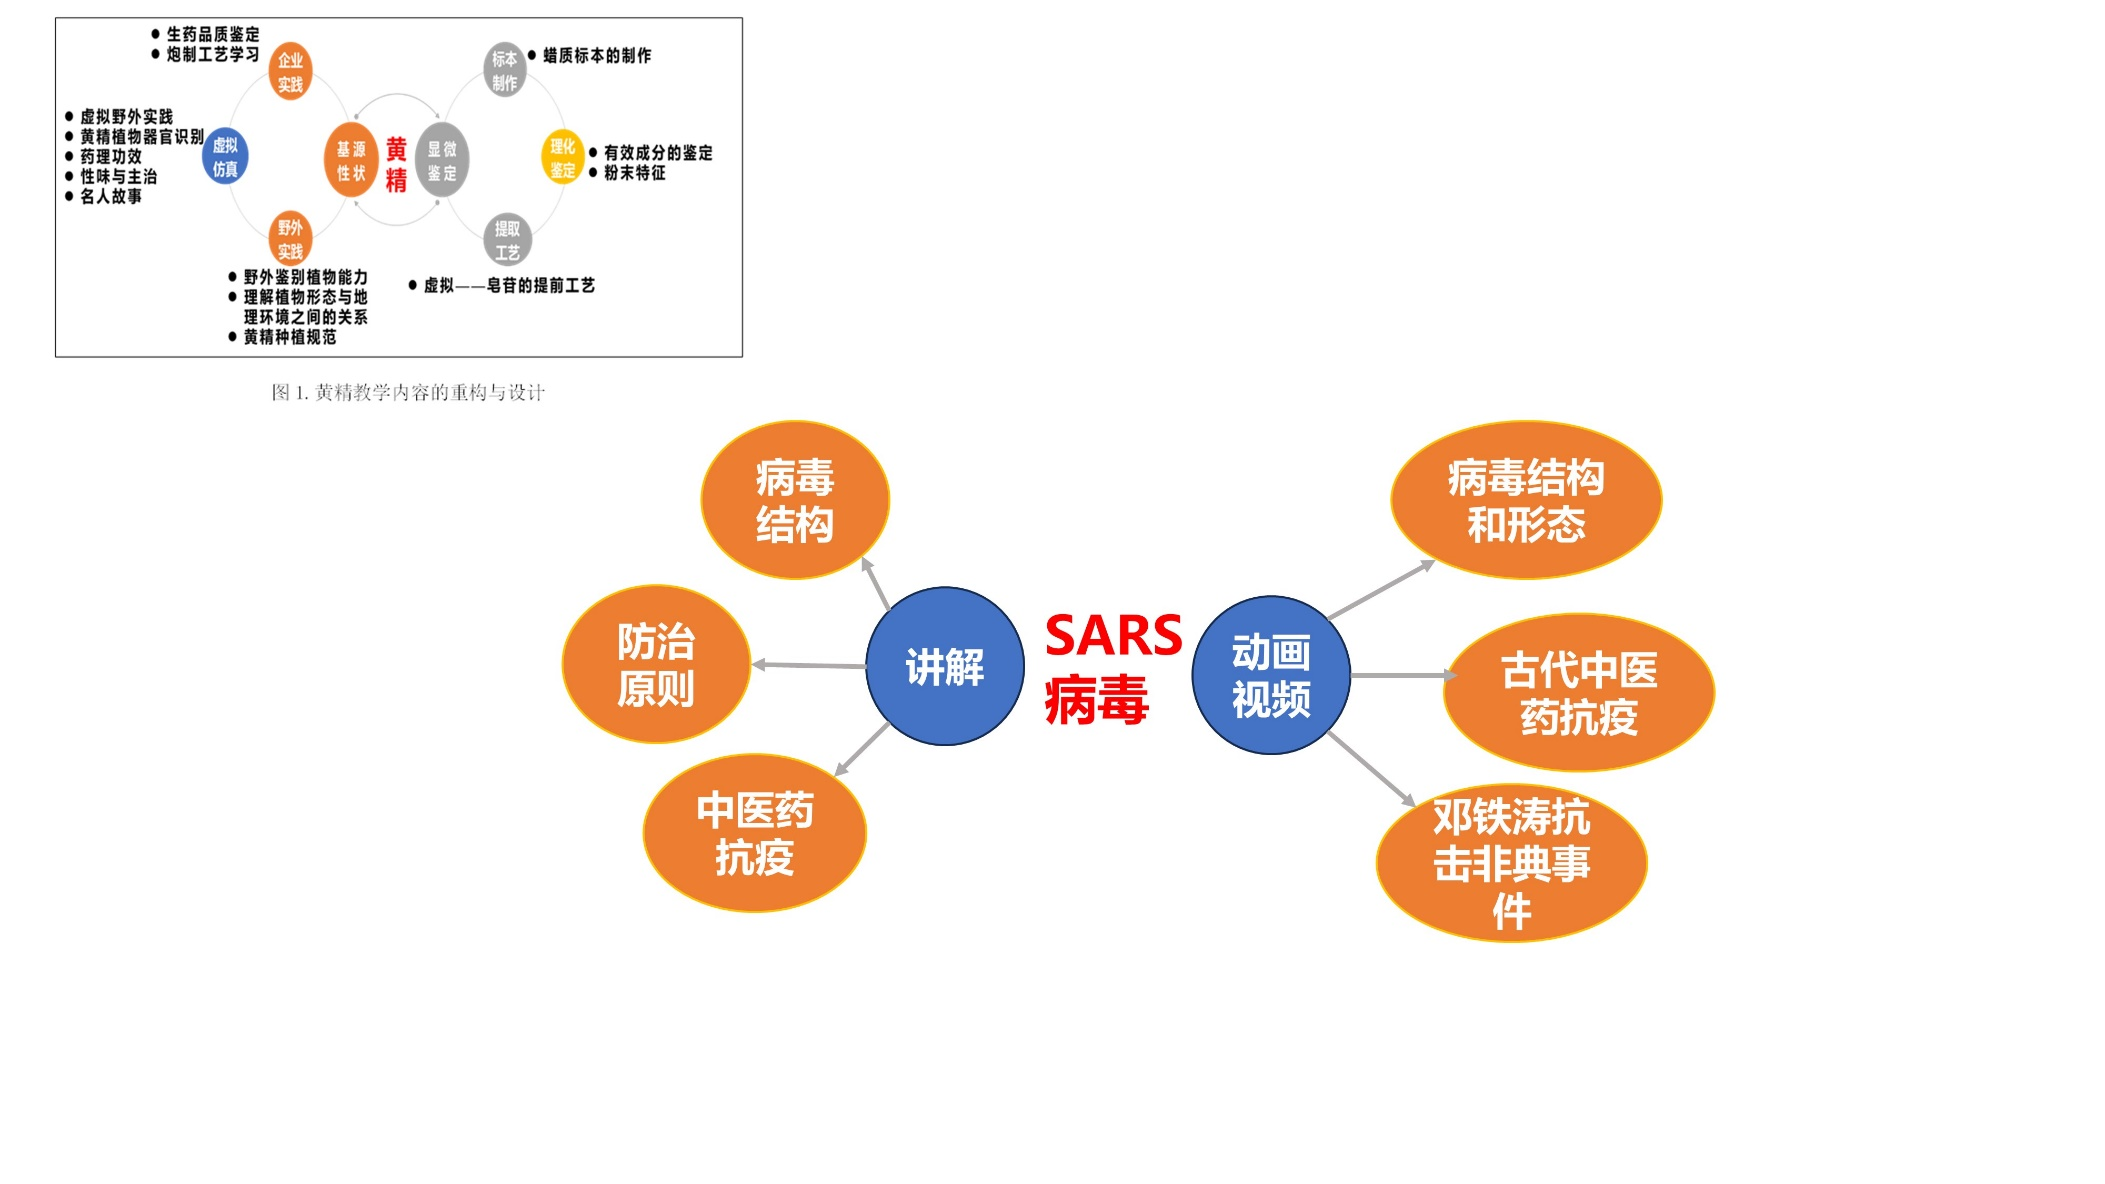 生药品质鉴定
炮制工艺学习
企业
实践
标本
制作
蜡质标本的制作
虚拟野外实践
黄精植物器官识别
药理功效
性味与主治
名人故事
虚拟
仿真
基源
性状
黄
精
显微
鉴定
理化
鉴定
有效成分的鉴定
粉末特征
野外
实践
提取
工艺
野外鉴别植物能力
理解植物形态与地
理环境之间的关系
黄精种植规范
虚拟——皂苷的提前工艺
图 1. 黄精教学内容的重构与设计
病毒
结构
防治
原则
中医药
抗疫
讲解
SARS
病毒
动画
视频
病毒结构
和形态
古代中医
药抗疫
邓铁涛抗
击非典事
件